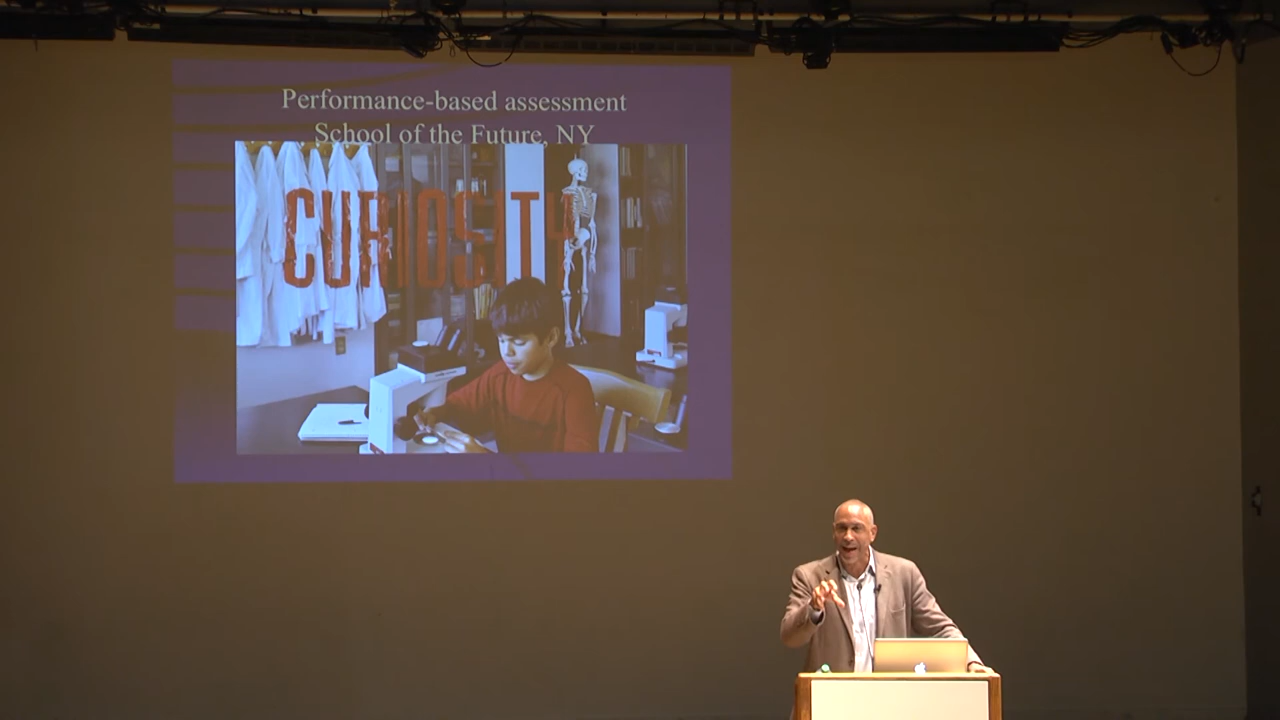 Performance-based assessment
School of the Future, NY
CURIOSITY